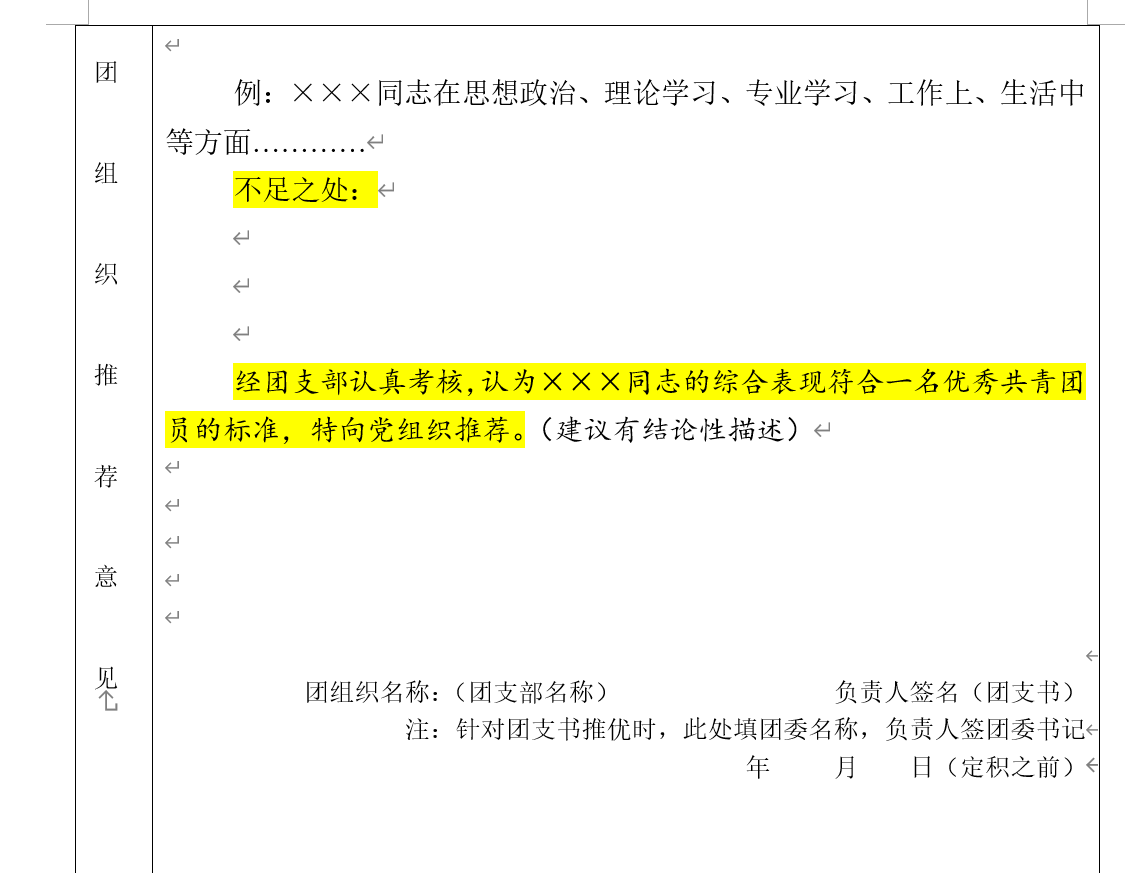 团
组
织
推
荐
意
见
例：×××同志在思想政治、理论学习、专业学习、工作上、生活中
等方面…………
不足之处：
经团支部认真考核,认为×××同志的综合表现符合一名优秀共青团
员的标准，特向党组织推荐。（建议有结论性描述）
团组织名称：（团支部名称） 负责人签名（团支书）
注：针对团支书推优时，此处填团委名称，负责人签团委书记
年 月 日（定积之前）